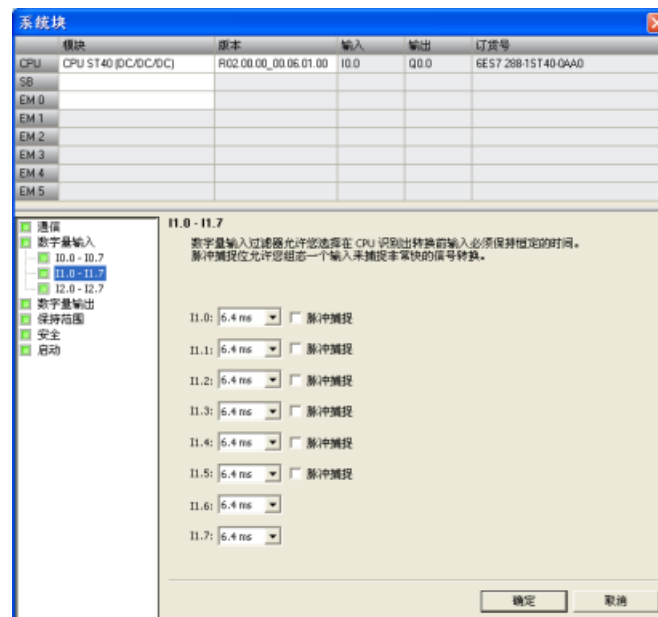 系统块
模块 版本 输入 输出 订货号
CPU CPU ST40 (DC/DC/DC) R02.00.00_00.06.01.00 I0.0 Q0.0 6ES7 288-1ST40-0AA0
SB
EM 0
EM 1
EM 2
EM 3
EM 4
EM 5
通信
数字量输入
I0.0 - I0.7
I1.0 - I1.7
I2.0 - I2.7
数字量输出
保持范围
安全
启动
I1.0 - I1.7
数字量输入过滤器允许您选择在 CPU 识别出转换前输入必须保持恒定的时间。
脉冲捕捉位允许您组态一个输入来捕捉非常快的信号转换。
I1.0: 6.4 ms 脉冲捕捉
I1.1: 6.4 ms 脉冲捕捉
I1.2: 6.4 ms 脉冲捕捉
I1.3: 6.4 ms 脉冲捕捉
I1.4: 6.4 ms 脉冲捕捉
I1.5: 6.4 ms 脉冲捕捉
I1.6: 6.4 ms
I1.7: 6.4 ms
确定 取消